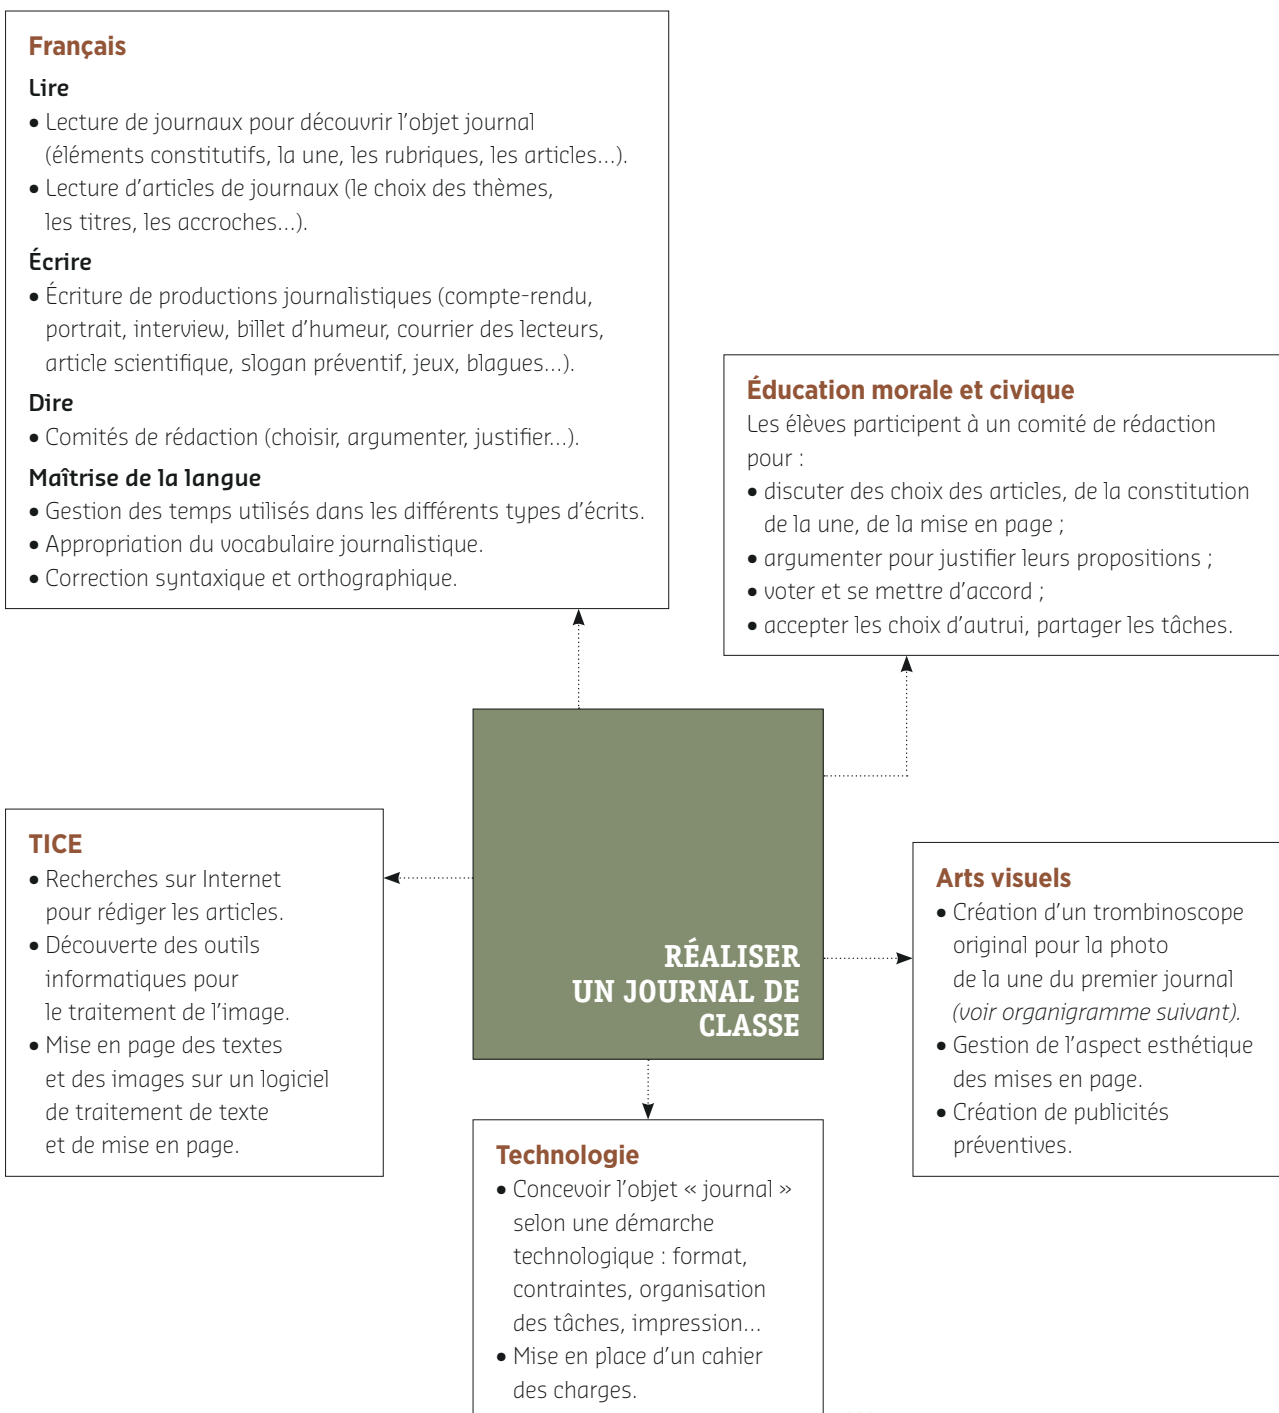 Français
Lire
• Lecture de journaux pour découvrir l'objet journal
(éléments constitutifs, la une, les rubriques, les articles…).
• Lecture d'articles de journaux (le choix des thèmes,
les titres, les accroches…).
Écrire
• Écriture de productions journalistiques (compte-rendu,
portrait, interview, billet d'humeur, courrier des lecteurs,
article scientifique, slogan préventif, jeux, blagues…).
Dire
• Comités de rédaction (choisir, argumenter, justifier…).
Maîtrise de la langue
• Gestion des temps utilisés dans les différents types d'écrits.
• Appropriation du vocabulaire journalistique.
• Correction syntaxique et orthographique.
Éducation morale et civique
Les élèves participent à un comité de rédaction
pour :
• discuter des choix des articles, de la constitution
de la une, de la mise en page ;
• argumenter pour justifier leurs propositions ;
• voter et se mettre d'accord ;
• accepter les choix d'autrui, partager les tâches.
RÉALISER
UN JOURNAL DE
CLASSE
TICE
• Recherches sur Internet
pour rédiger les articles.
• Découverte des outils
informatiques pour
le traitement de l'image.
• Mise en page des textes
et des images sur un logiciel
de traitement de texte
et de mise en page.
Arts visuels
• Création d'un trombinoscope
original pour la photo
de la une du premier journal
(voir organigramme suivant).
• Gestion de l'aspect esthétique
des mises en page.
• Création de publicités
préventives.
Technologie
• Concevoir l'objet « journal »
selon une démarche
technologique : format,
contraintes, organisation
des tâches, impression…
• Mise en place d'un cahier
des charges.